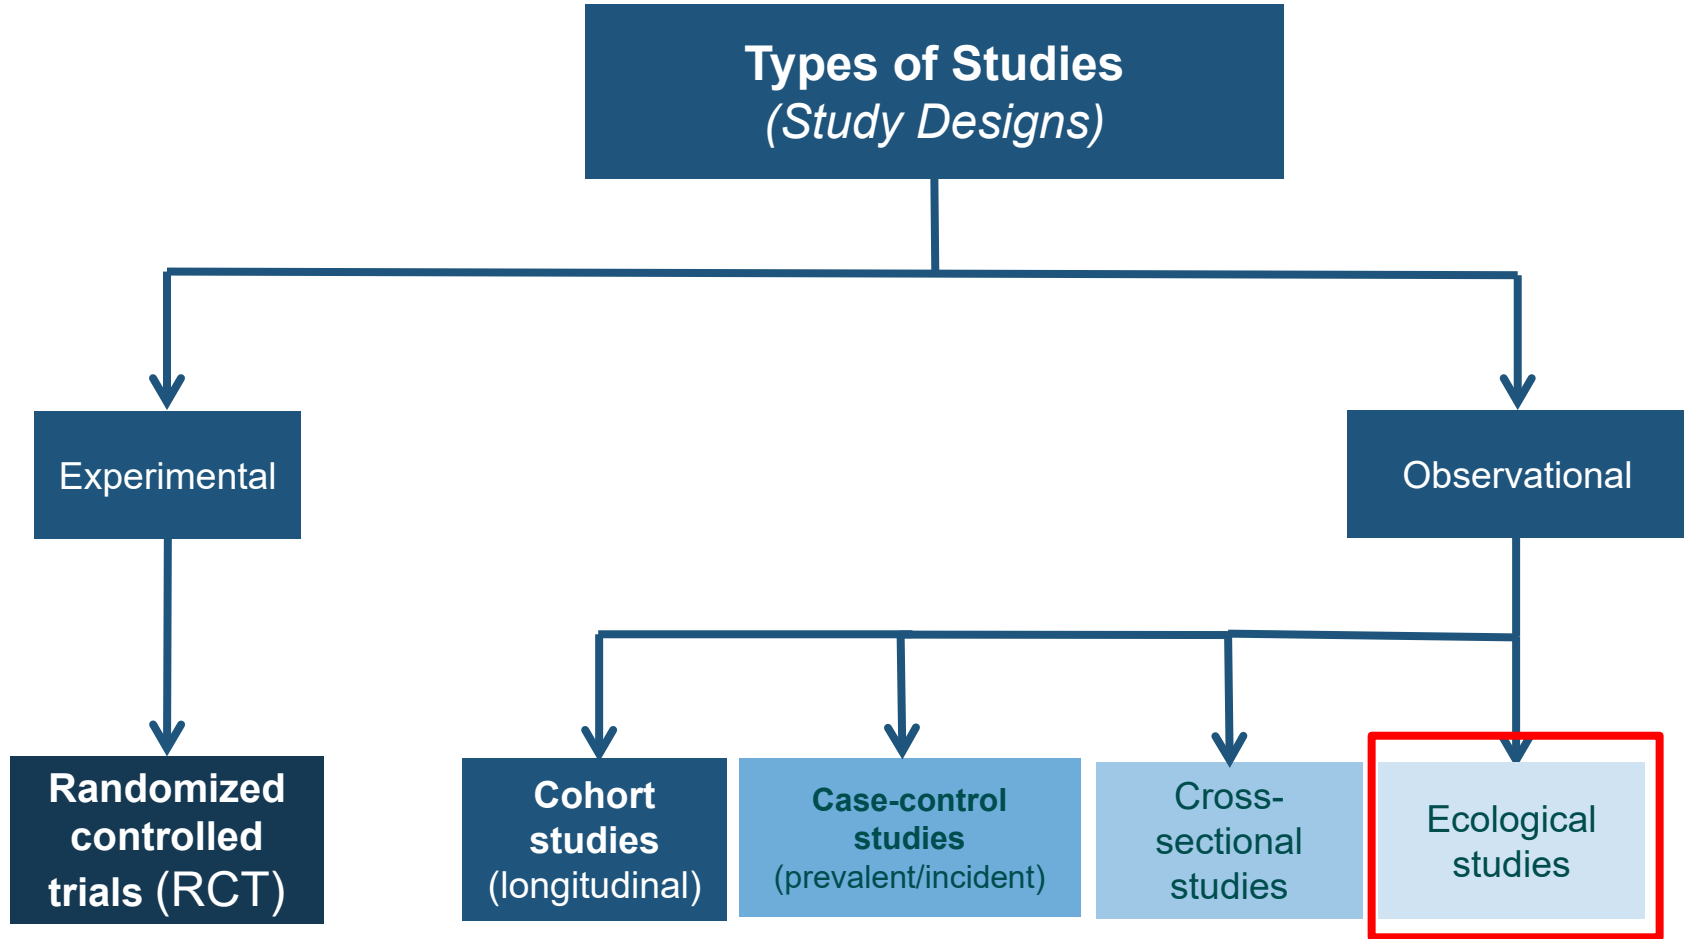 Types of Studies
(Study Designs)
Experimental
Observational
Randomized
controlled
trials (RCT)
Cohort
studies
(longitudinal)
Case-control
studies
(prevalent/incident)
Cross-
sectional
studies
Ecological
studies